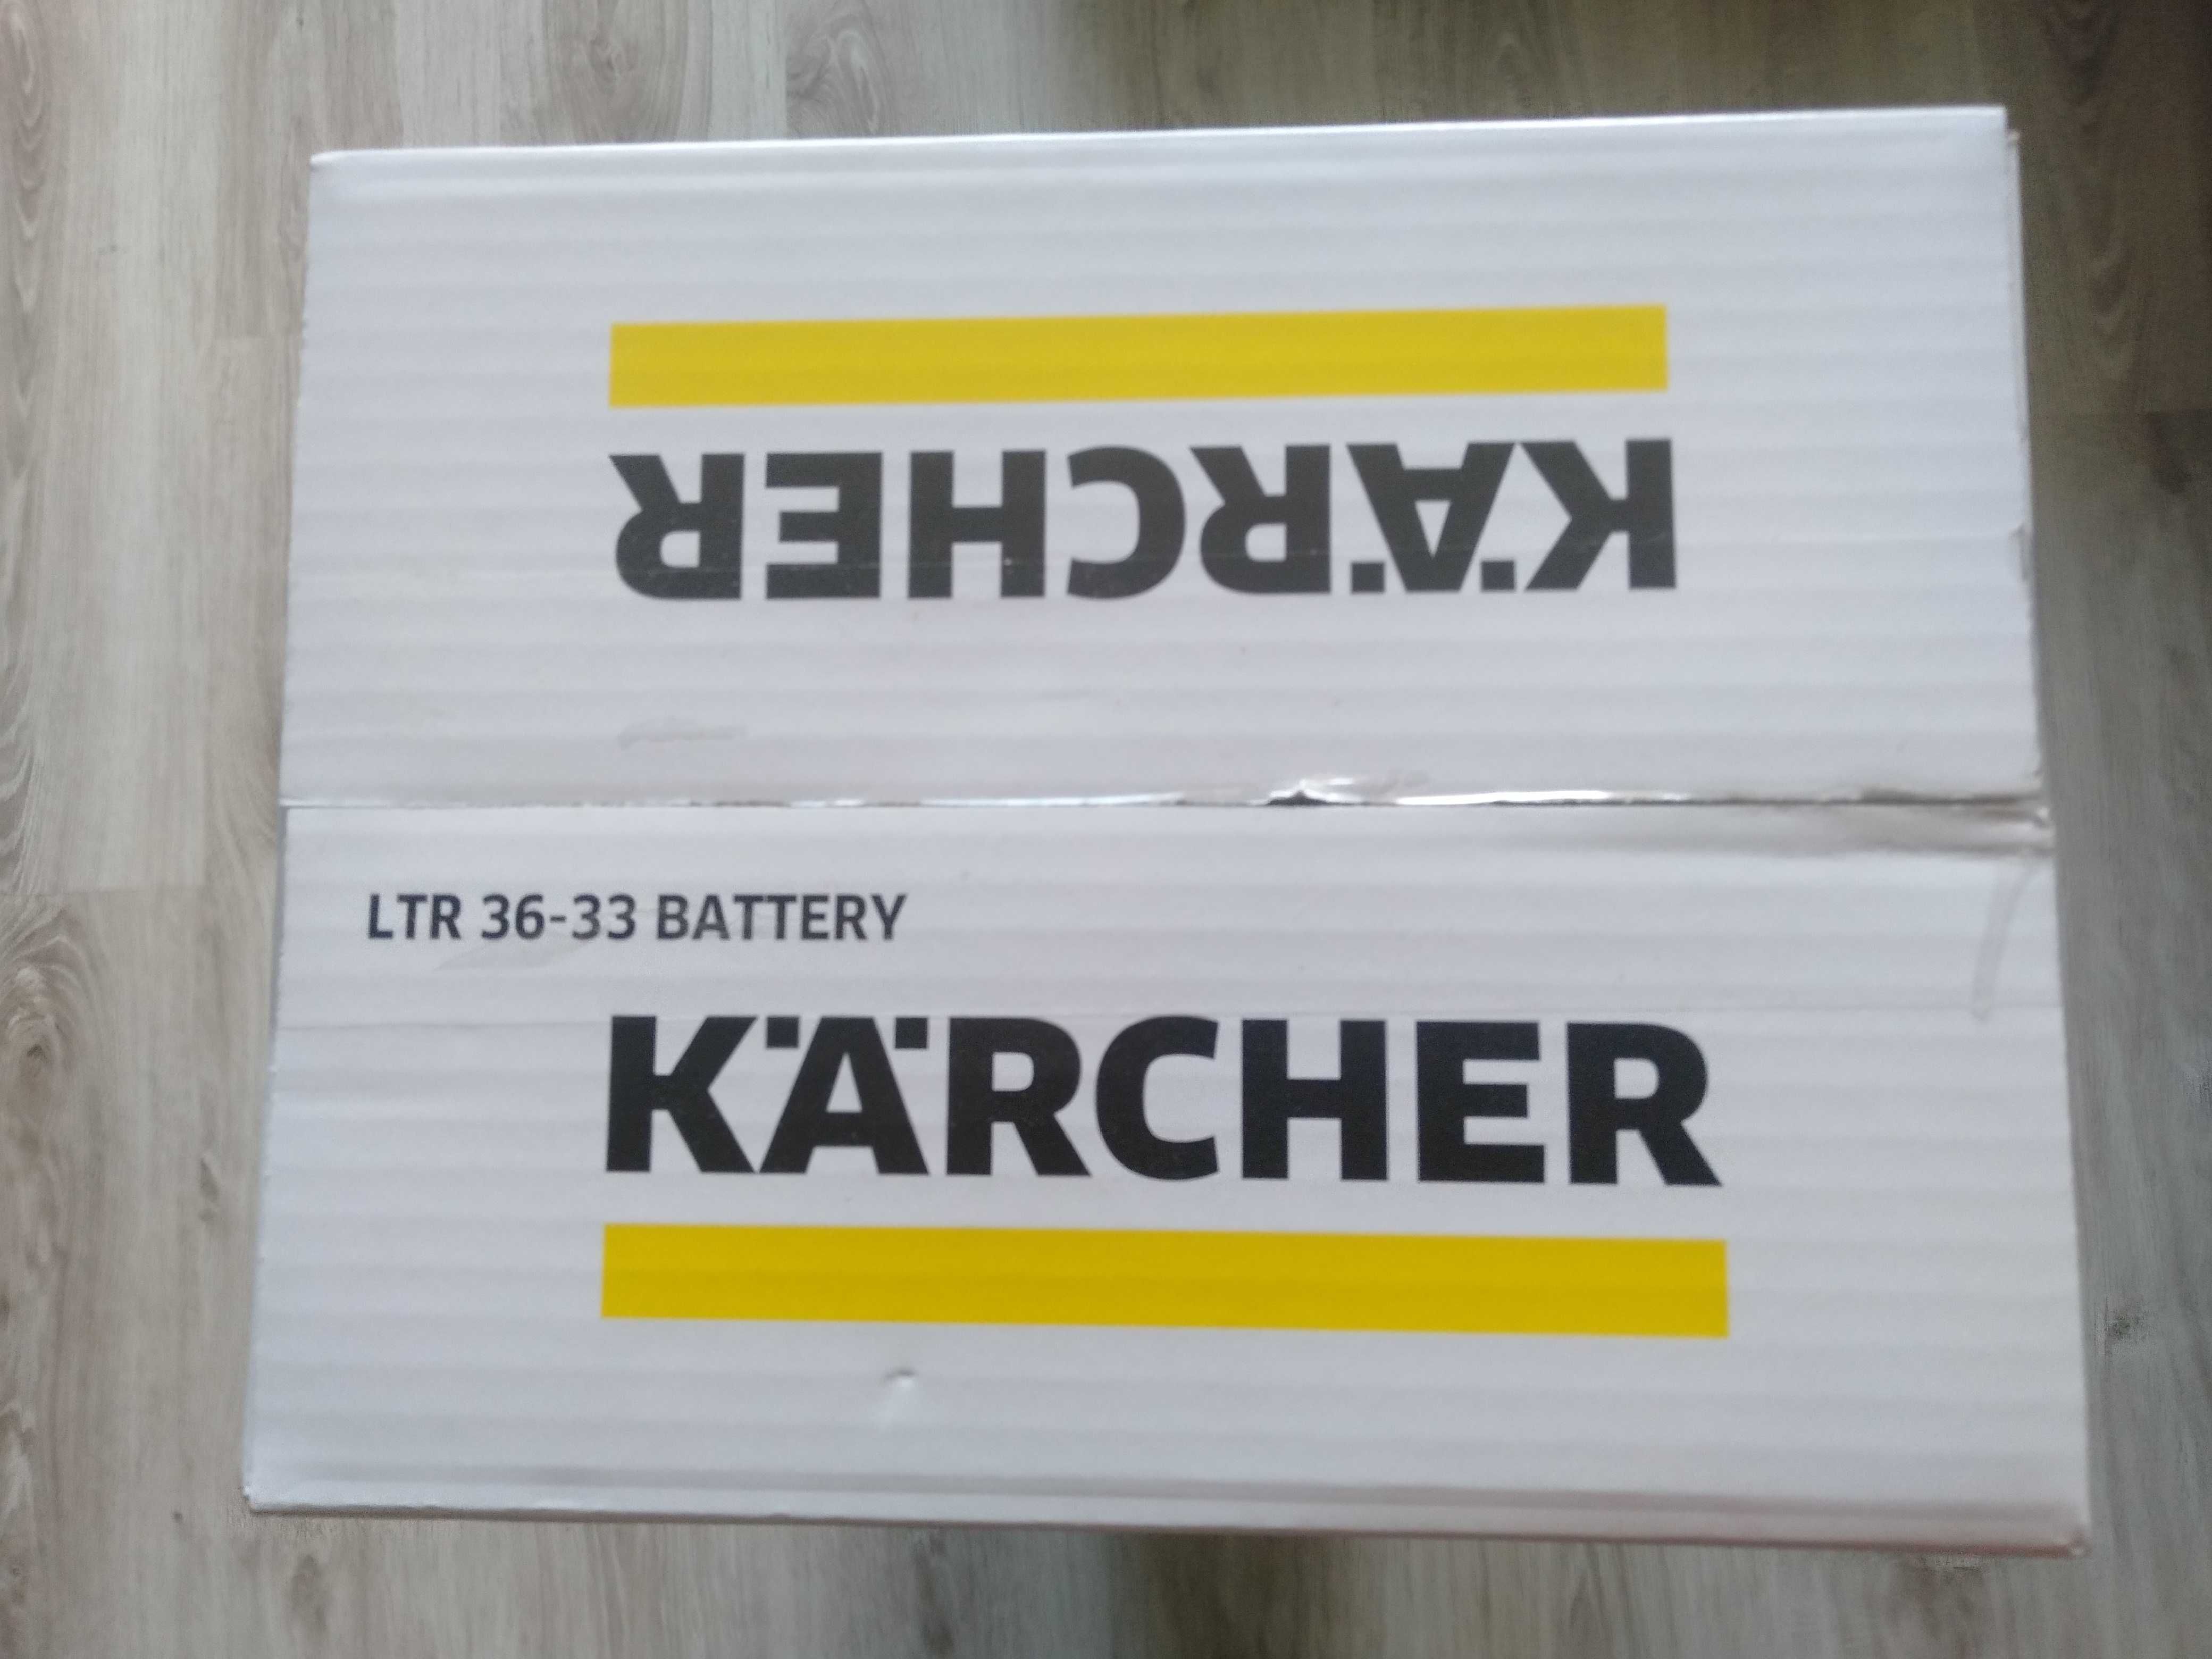 KÄRCHER
LTR 36-33 BATTERY
KÄRCHER